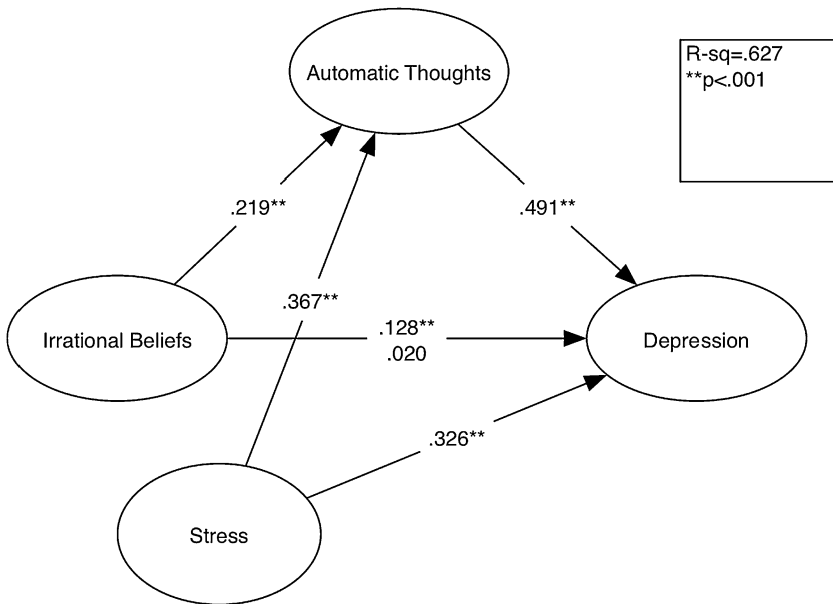 Automatic Thoughts
R-sq=.627
**p<.001
.219**
.491**
.367**
Irrational Beliefs
.128**
.020
Depression
.326**
Stress